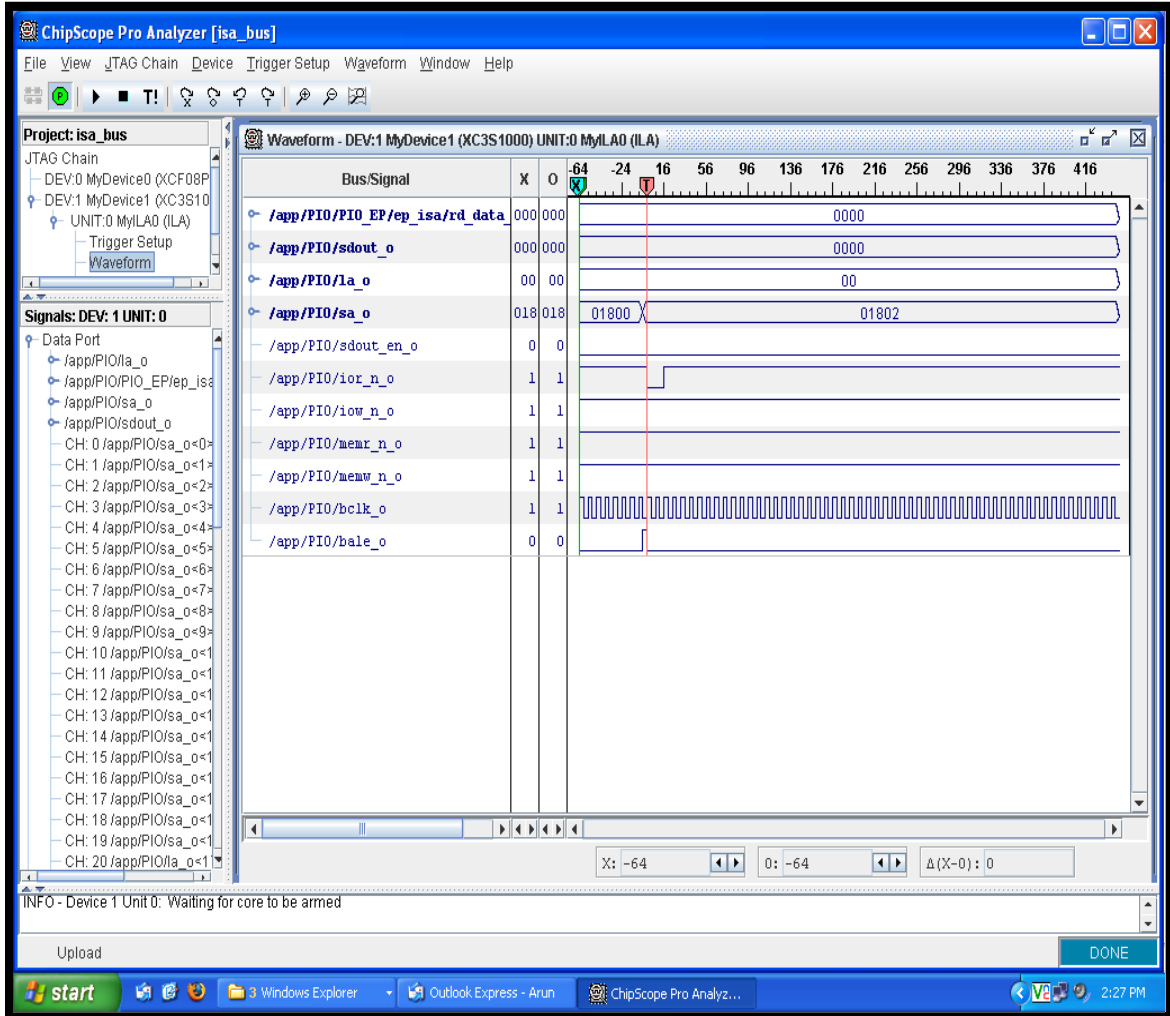 ChipScope Pro Analyzer [isa_bus]
File View JTAG Chain Device Trigger Setup Waveform Window Help
T!
Project: isa_bus
JTAG Chain
DEV:0 MyDevice0 (XCF08P
DEV:1 MyDevice1 (XC3S10
UNIT:0 MyILA0 (ILA)
Trigger Setup
Waveform
Signals: DEV: 1 UNIT: 0
Data Port
/app/PIO/la_o
/app/PIO/PIO_EP/ep_isa
/app/PIO/sa_o
/app/PIO/sdout_o
CH: 0 /app/PIO/sa_o<0>
CH: 1 /app/PIO/sa_o<1>
CH: 2 /app/PIO/sa_o<2>
CH: 3 /app/PIO/sa_o<3>
CH: 4 /app/PIO/sa_o<4>
CH: 5 /app/PIO/sa_o<5>
CH: 6 /app/PIO/sa_o<6>
CH: 7 /app/PIO/sa_o<7>
CH: 8 /app/PIO/sa_o<8>
CH: 9 /app/PIO/sa_o<9>
CH: 10 /app/PIO/sa_o<1
CH: 11 /app/PIO/sa_o<1
CH: 12 /app/PIO/sa_o<1
CH: 13 /app/PIO/sa_o<1
CH: 14 /app/PIO/sa_o<1
CH: 15 /app/PIO/sa_o<1
CH: 16 /app/PIO/sa_o<1
CH: 17 /app/PIO/sa_o<1
CH: 18 /app/PIO/sa_o<1
CH: 19 /app/PIO/sa_o<1
CH: 20 /app/PIO/la_o<1
Waveform - DEV:1 MyDevice1 (XC3S1000) UNIT:0 MyILA0 (ILA)
Bus/Signal X O -64 -24 16 56 96 136 176 216 256 296 336 376 416
X T
/app/PIO/PIO_EP/ep_isa/rd_data 000 000 0000
/app/PIO/sdout_o 000 000 0000
/app/PIO/la_o 00 00 00
/app/PIO/sa_o 018 018 01800 01802
/app/PIO/sdout_en_o 0 0
/app/PIO/ior_n_o 1 1
/app/PIO/iow_n_o 1 1
/app/PIO/memr_n_o 1 1
/app/PIO/memw_n_o 1 1
/app/PIO/bclk_o 1 1
/app/PIO/bale_o 0 0
X: -64 O: -64 Δ(X-O): 0
INFO - Device 1 Unit 0: Waiting for core to be armed
Upload DONE
start 3 Windows Explorer Outlook Express - Arun ChipScope Pro Analyz... 2:27 PM